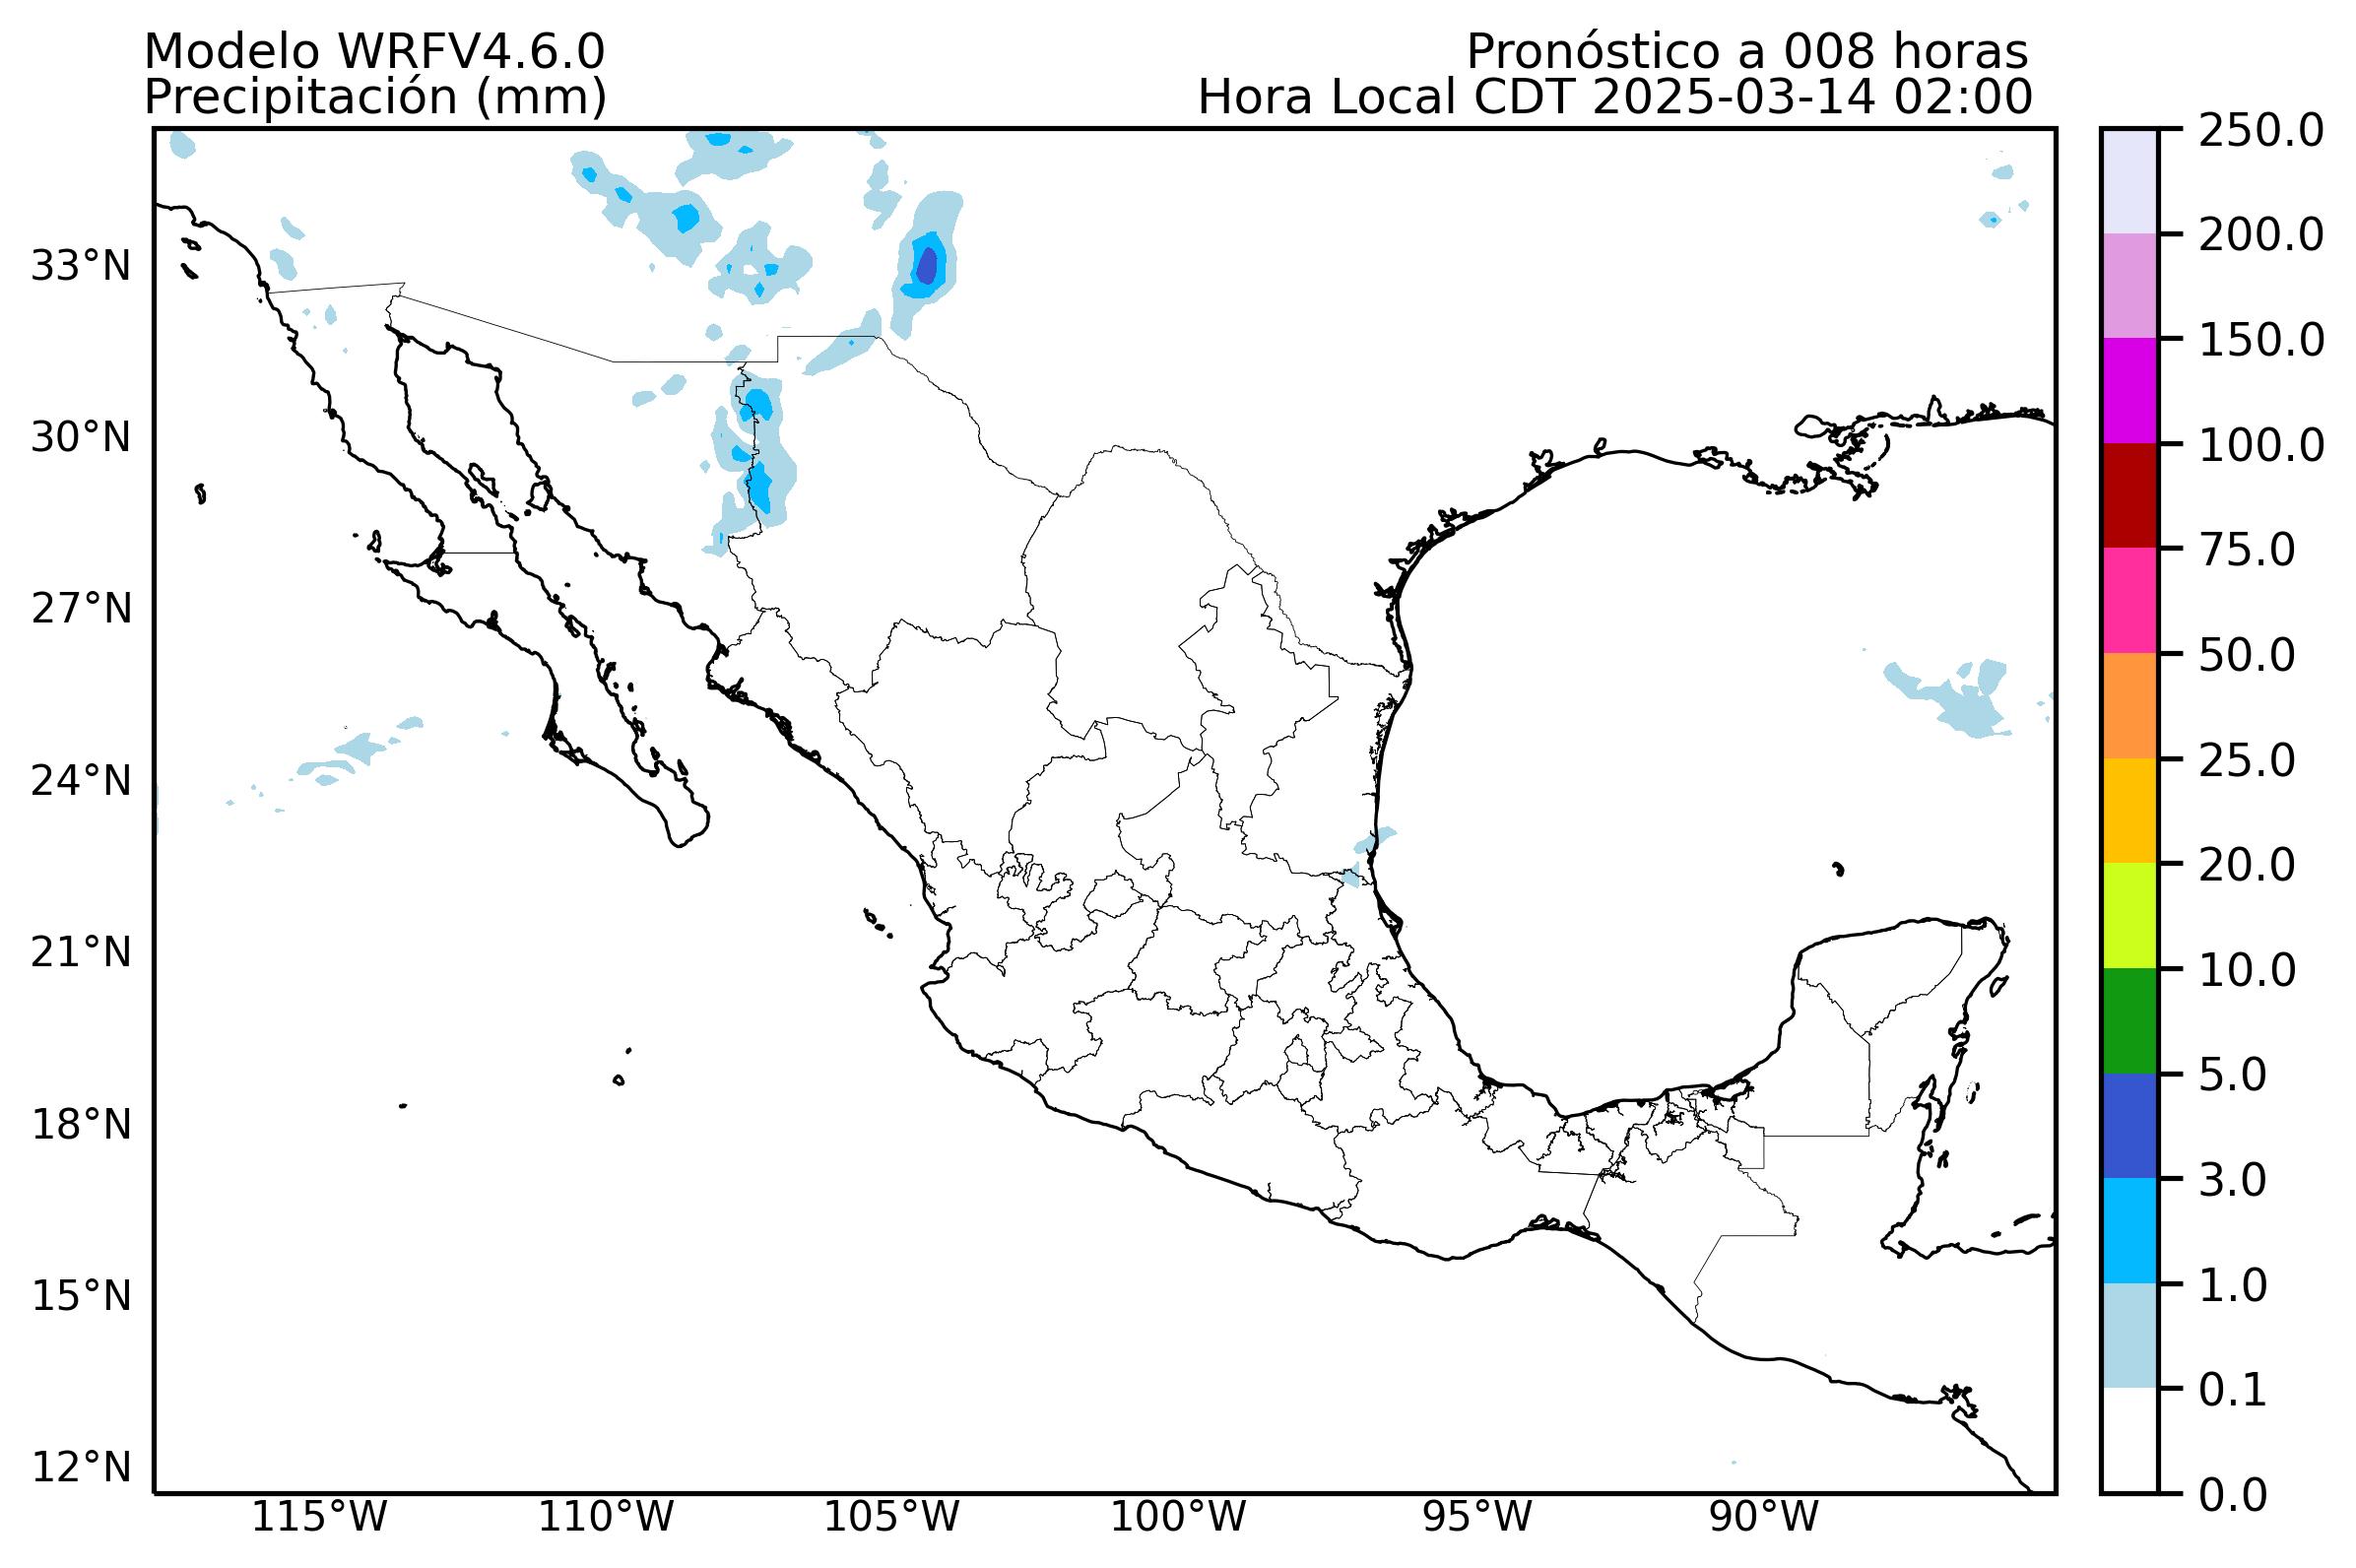 Modelo WRFV4.6.0
Pronóstico a 008 horas
Precipitación (mm)
Hora Local CDT 2025-03-14 02:00
33°N
30°N
27°N
24°N
21°N
18°N
15°N
12°N
115°W
110°W
105°W
100°W
95°W
90°W
250.0
200.0
150.0
100.0
75.0
50.0
25.0
20.0
10.0
5.0
3.0
1.0
0.1
0.0